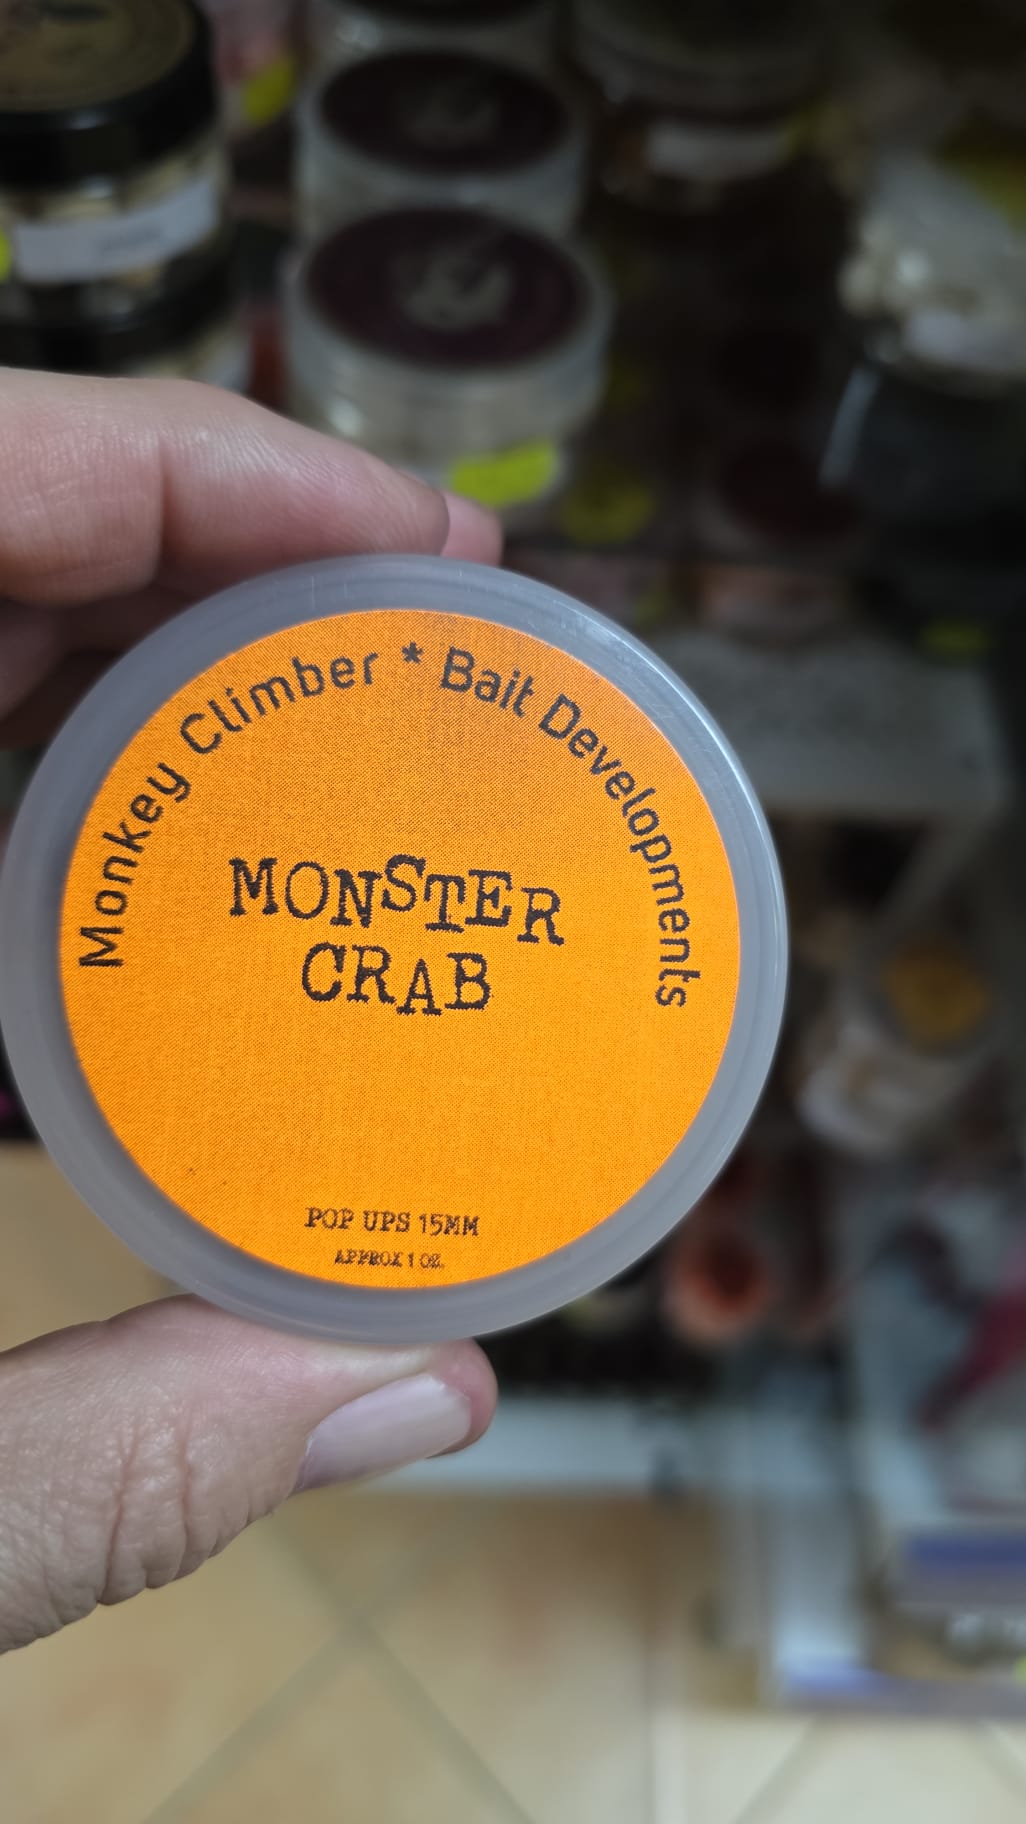 Monkey Climber * Bait Developments
MONSTER
CRAB
POP UPS 15MM
APPROX 1 OZ.